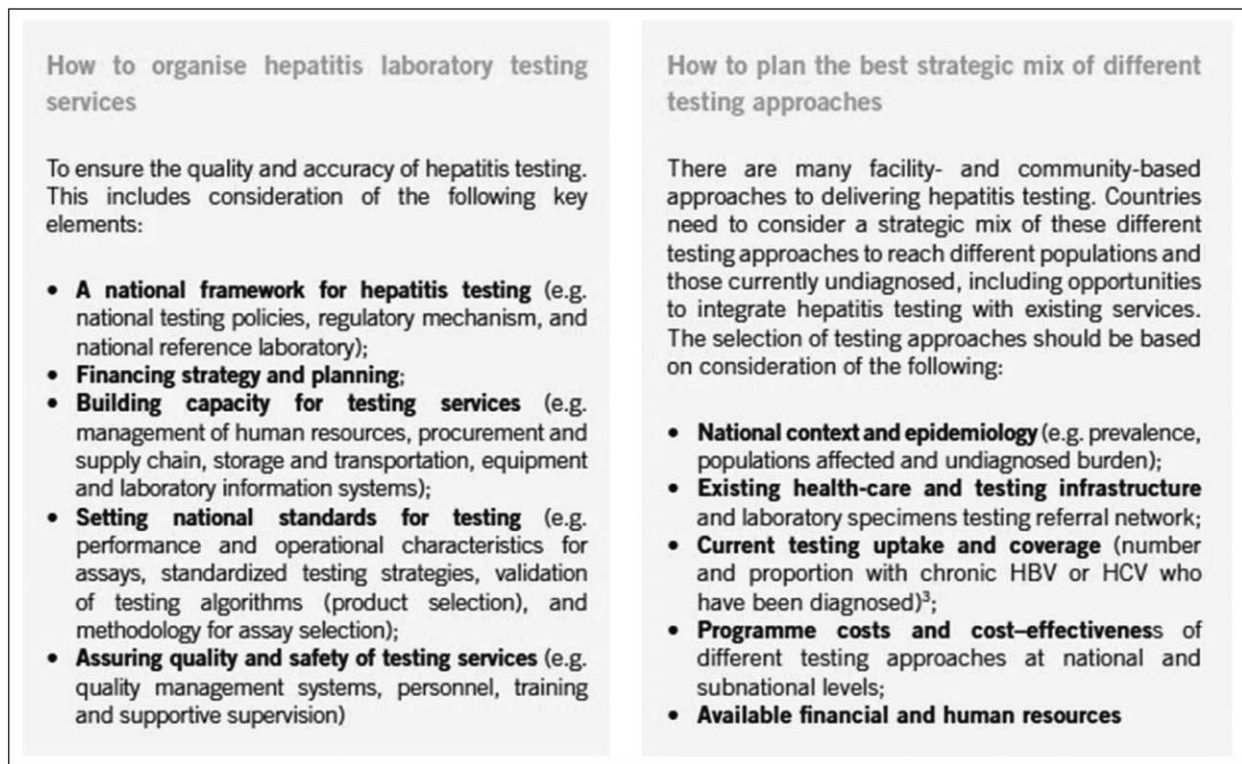 How to organise hepatitis laboratory testing
services
To ensure the quality and accuracy of hepatitis testing.
This includes consideration of the following key
elements:
• A national framework for hepatitis testing (e.g.
national testing policies, regulatory mechanism, and
national reference laboratory);
• Financing strategy and planning;
• Building capacity for testing services (e.g.
management of human resources, procurement and
supply chain, storage and transportation, equipment
and laboratory information systems);
• Setting national standards for testing (e.g.
performance and operational characteristics for
assays, standardized testing strategies, validation
of testing algorithms (product selection), and
methodology for assay selection);
• Assuring quality and safety of testing services (e.g.
quality management systems, personnel, training
and supportive supervision)
How to plan the best strategic mix of different
testing approaches
There are many facility- and community-based
approaches to delivering hepatitis testing. Countries
need to consider a strategic mix of these different
testing approaches to reach different populations and
those currently undiagnosed, including opportunities
to integrate hepatitis testing with existing services.
The selection of testing approaches should be based
on consideration of the following:
• National context and epidemiology (e.g. prevalence,
populations affected and undiagnosed burden);
• Existing health-care and testing infrastructure
and laboratory specimens testing referral network;
• Current testing uptake and coverage (number
and proportion with chronic HBV or HCV who
have been diagnosed)³;
• Programme costs and cost–effectiveness of
different testing approaches at national and
subnational levels;
• Available financial and human resources